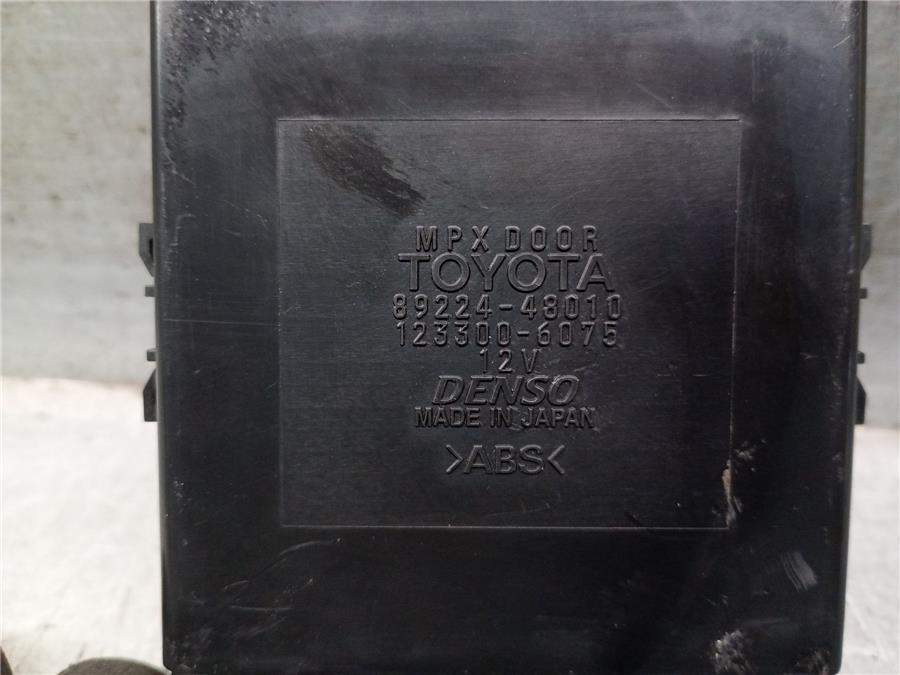 MPX DOOR
TOYOTA
89224-48010
123300-6075
12V
DENSO
MADE IN JAPAN
>ABS<